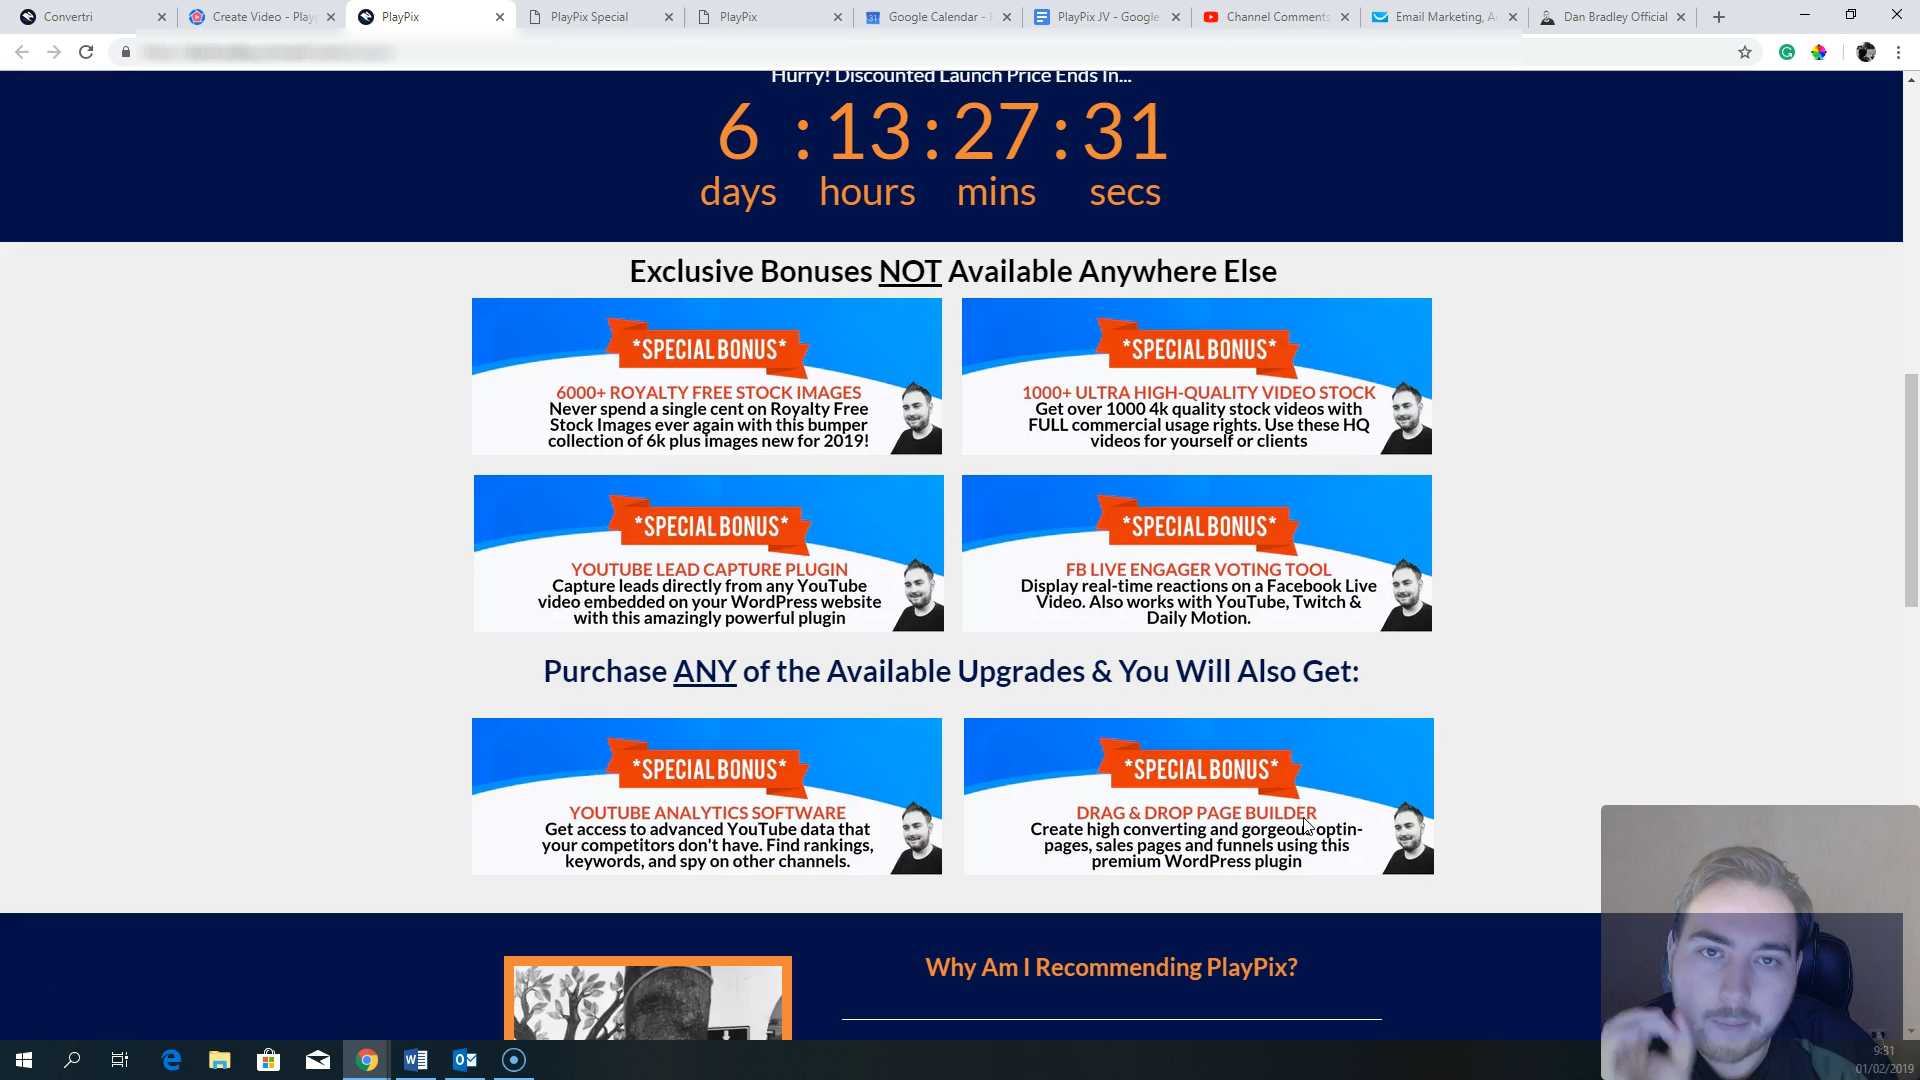 Convertri
Create Video - Play
PlayPix
PlayPix Special
PlayPix
Google Calendar -
PlayPix JV - Google
Channel Comments
Email Marketing, A
Dan Bradley Official
Hurry! Discounted Launch Price Ends In...
6 : 13 : 27 : 31
days hours mins secs
Exclusive Bonuses NOT Available Anywhere Else
*SPECIAL BONUS*
6000+ ROYALTY FREE STOCK IMAGES
Never spend a single cent on Royalty Free
Stock Images ever again with this bumper
collection of 6k plus images new for 2019!
*SPECIAL BONUS*
1000+ ULTRA HIGH-QUALITY VIDEO STOCK
Get over 1000 4k quality stock videos with
FULL commercial usage rights. Use these HQ
videos for yourself or clients
*SPECIAL BONUS*
YOUTUBE LEAD CAPTURE PLUGIN
Capture leads directly from any YouTube
video embedded on your WordPress website
with this amazingly powerful plugin
*SPECIAL BONUS*
FB LIVE ENGAGER VOTING TOOL
Display real-time reactions on a Facebook Live
Video. Also works with YouTube, Twitch &
Daily Motion.
Purchase ANY of the Available Upgrades & You Will Also Get:
*SPECIAL BONUS*
YOUTUBE ANALYTICS SOFTWARE
Get access to advanced YouTube data that
your competitors don't have. Find rankings,
keywords, and spy on other channels.
*SPECIAL BONUS*
DRAG & DROP PAGE BUILDER
Create high converting and gorgeous optin-
pages, sales pages and funnels using this
premium WordPress plugin
Why Am I Recommending PlayPix?
9:31
01/02/2019